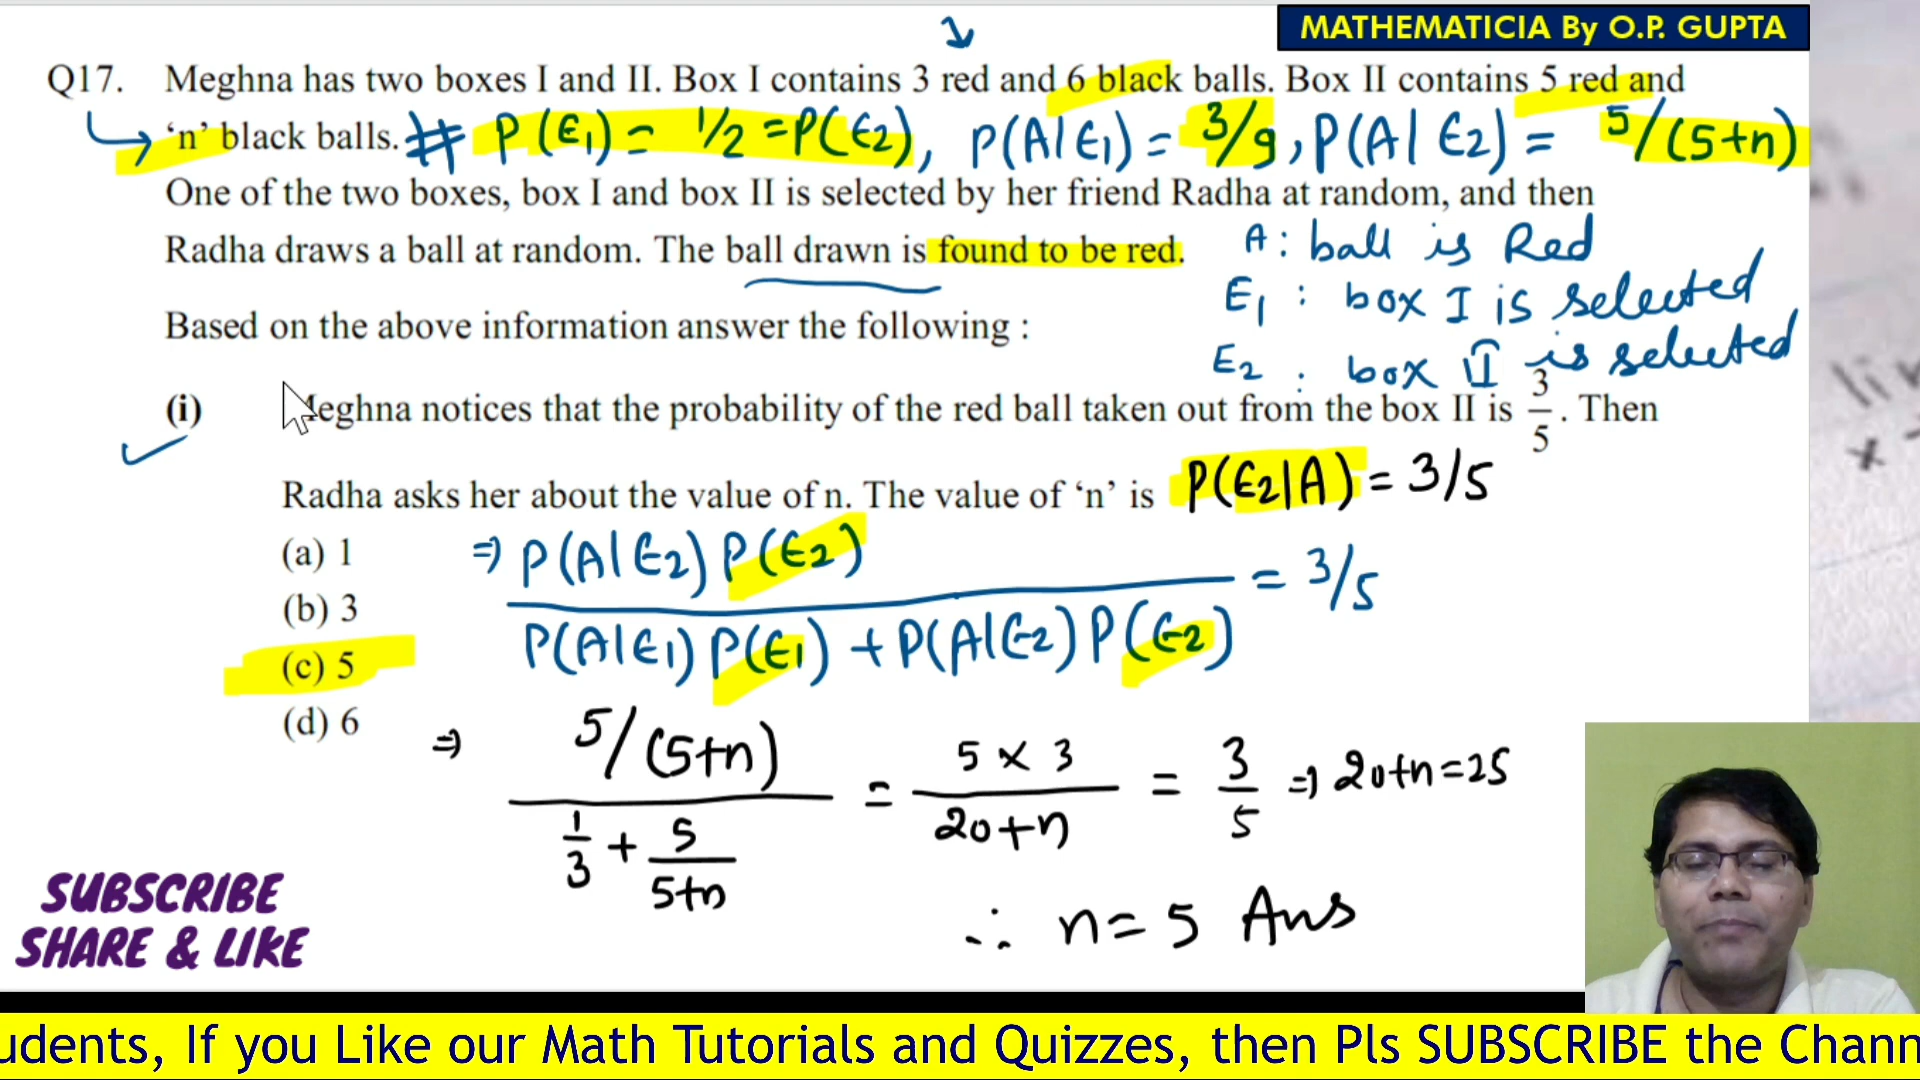 MATHEMATICIA By O.P. GUPTA
Q17. Meghna has two boxes I and II. Box I contains 3 red and 6 black balls. Box II contains 5 red and
‘n’ black balls. # P(E1) = 1/2 = P(E2), P(A|E1) = 3/9, P(A|E2) = 5/(5+n)
One of the two boxes, box I and box II is selected by her friend Radha at random, and then
Radha draws a ball at random. The ball drawn is found to be red.
A : ball is Red
E1 : box I is selected
Based on the above information answer the following :
E2 : box II is selected
(i) Meghna notices that the probability of the red ball taken out from the box II is 3/5. Then
Radha asks her about the value of n. The value of ‘n’ is P(E2|A) = 3/5
(a) 1
(b) 3
(c) 5
(d) 6
⇒ P(A|E2) P(E2)
/ P(A|E1) P(E1) + P(A|E2) P(E2) = 3/5
⇒ 5/(5+n) / (1/3 + 5/5+n) = 5 × 3 / 20+n = 3/5 ⇒ 20+n=25
∴ n = 5 Ans
SUBSCRIBE
SHARE & LIKE
udents, If you Like our Math Tutorials and Quizzes, then Pls SUBSCRIBE the Chann